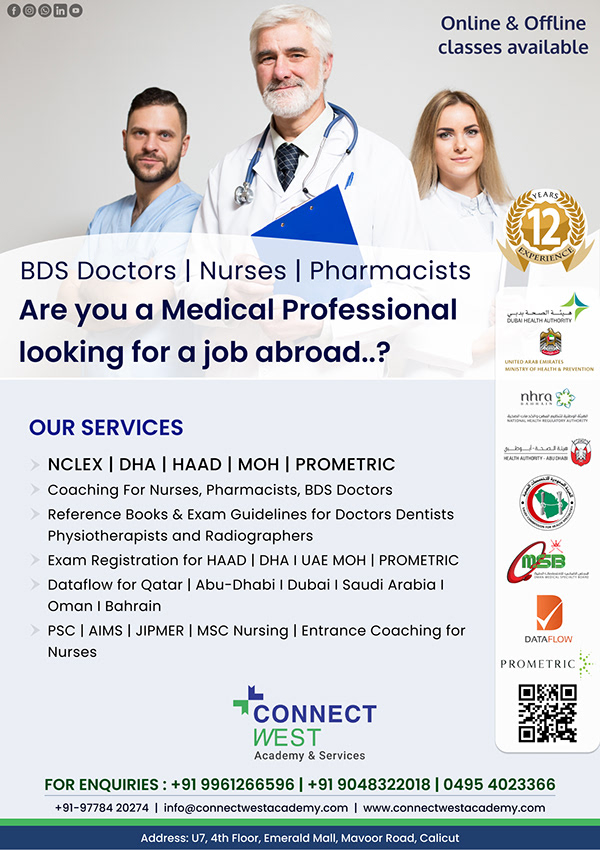 Online & Offline
classes available
YEARS
12
EXPERIENCE
BDS Doctors | Nurses | Pharmacists
Are you a Medical Professional
looking for a job abroad..?
هيئة الصحة بدبي
DUBAI HEALTH AUTHORITY
UNITED ARAB EMIRATES
MINISTRY OF HEALTH & PREVENTION
nhra
BAHRAIN
NATIONAL HEALTH REGULATORY AUTHORITY
هيئة الصحة - أبوظبي
HEALTH AUTHORITY - ABU DHABI
MSB
OMAN MEDICAL SPECIALTY BOARD
DATAFLOW
PROMETRIC
OUR SERVICES
NCLEX | DHA | HAAD | MOH | PROMETRIC
Coaching For Nurses, Pharmacists, BDS Doctors
Reference Books & Exam Guidelines for Doctors Dentists
Physiotherapists and Radiographers
Exam Registration for HAAD | DHA I UAE MOH | PROMETRIC
Dataflow for Qatar | Abu-Dhabi I Dubai I Saudi Arabia I
Oman I Bahrain
PSC | AIMS | JIPMER | MSC Nursing | Entrance Coaching for
Nurses
CONNECT
WEST
Academy & Services
FOR ENQUIRIES : +91 9961266596 | +91 9048322018 | 0495 4023366
+91-97784 20274 | info@connectwestacademy.com | www.connectwestacademy.com
Address: U7, 4th Floor, Emerald Mall, Mavoor Road, Calicut